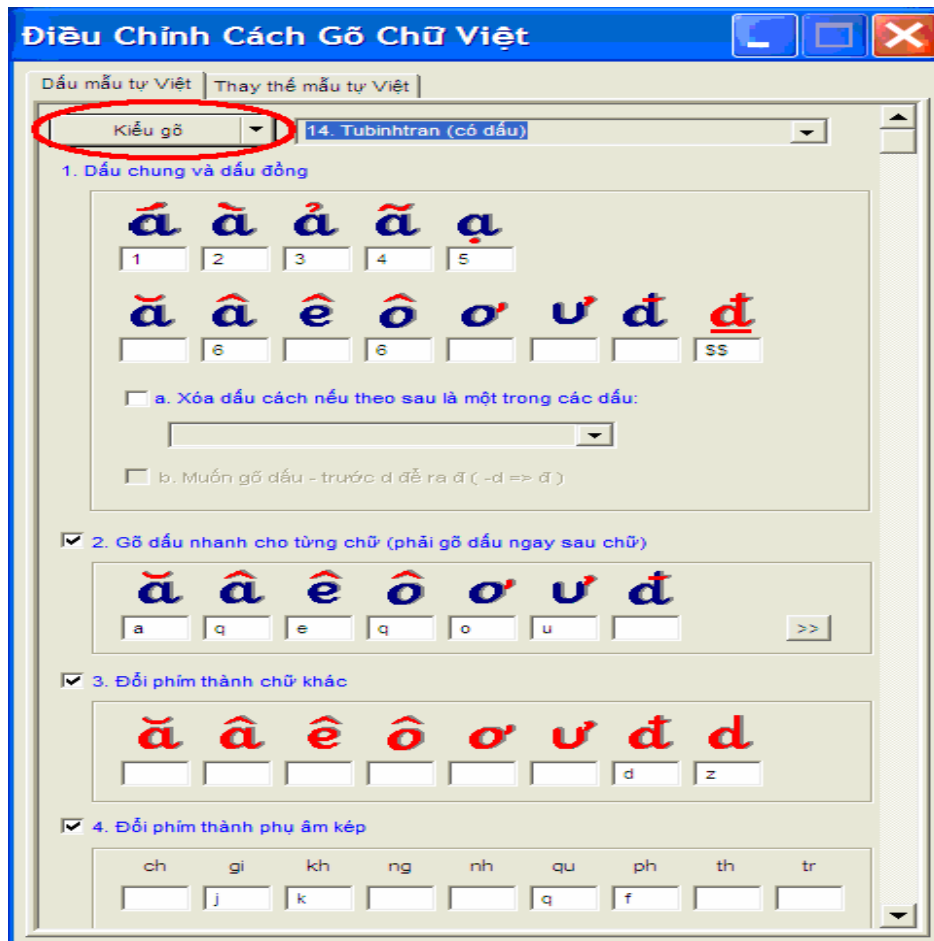 Điều Chỉnh Cách Gõ Chữ Việt
Dấu mẫu tự Việt Thay thế mẫu tự Việt
Kiểu gõ 14. Tubinhtran (có dấu)
1. Dấu chung và dấu đồng
á à ả ã ạ
1 2 3 4 5
ă â ê ô ơ ư đ đ
6 6 $$
a. Xóa dấu cách nếu theo sau là một trong các dấu:
b. Muốn gõ dấu - trước d để ra đ ( -d => đ )
2. Gõ dấu nhanh cho từng chữ (phải gõ dấu ngay sau chữ)
ă â ê ô ơ ư đ
a q e q o u >>
3. Đổi phím thành chữ khác
ă â ê ô ơ ư đ d
d z
4. Đổi phím thành phụ âm kép
ch gi kh ng nh qu ph th tr
j k q f